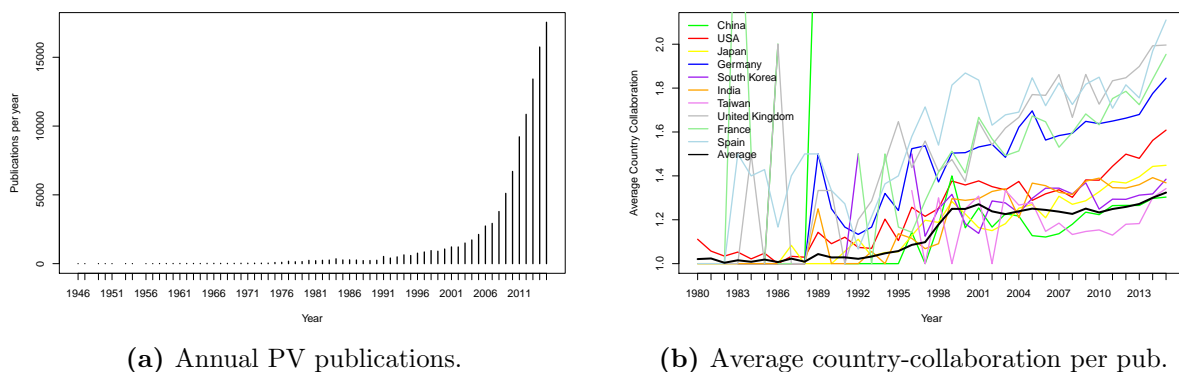 Publications per year
15000
10000
5000
0
1946 1951 1956 1961 1966 1971 1976 1981 1986 1991 1996 2001 2006 2011
Year
(a) Annual PV publications.
Average Country Collaboration
2.0
1.8
1.6
1.4
1.2
1.0
China
USA
Japan
Germany
South Korea
India
Taiwan
United Kingdom
France
Spain
Average
1980 1983 1986 1989 1992 1995 1998 2001 2004 2007 2010 2013
Year
(b) Average country-collaboration per pub.